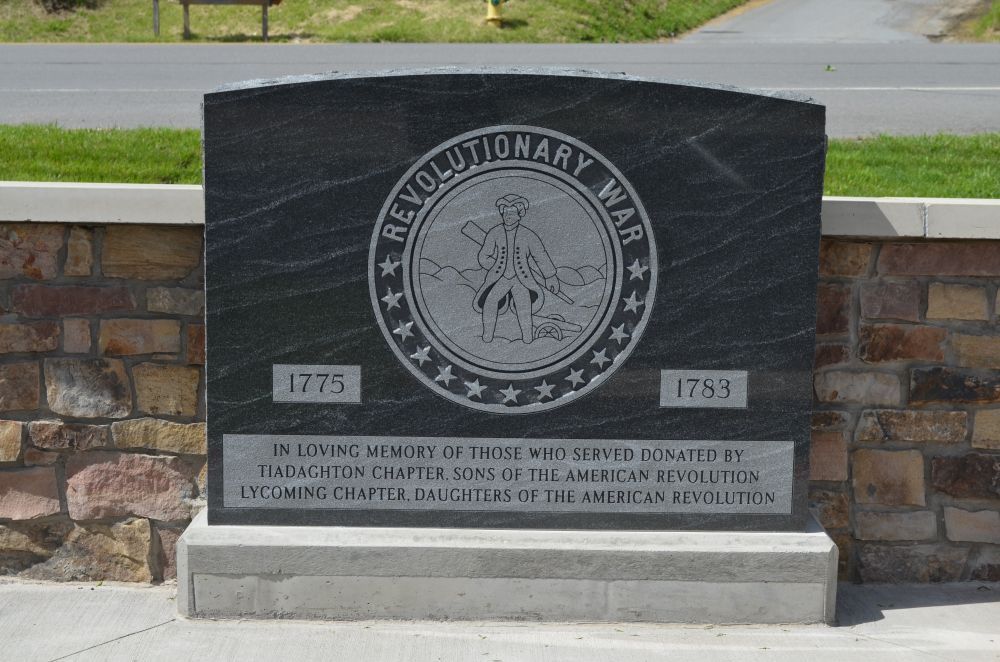 REVOLUTIONARY WAR
1775
1783
IN LOVING MEMORY OF THOSE WHO SERVED DONATED BY
TIADAGHTON CHAPTER, SONS OF THE AMERICAN REVOLUTION
LYCOMING CHAPTER, DAUGHTERS OF THE AMERICAN REVOLUTION